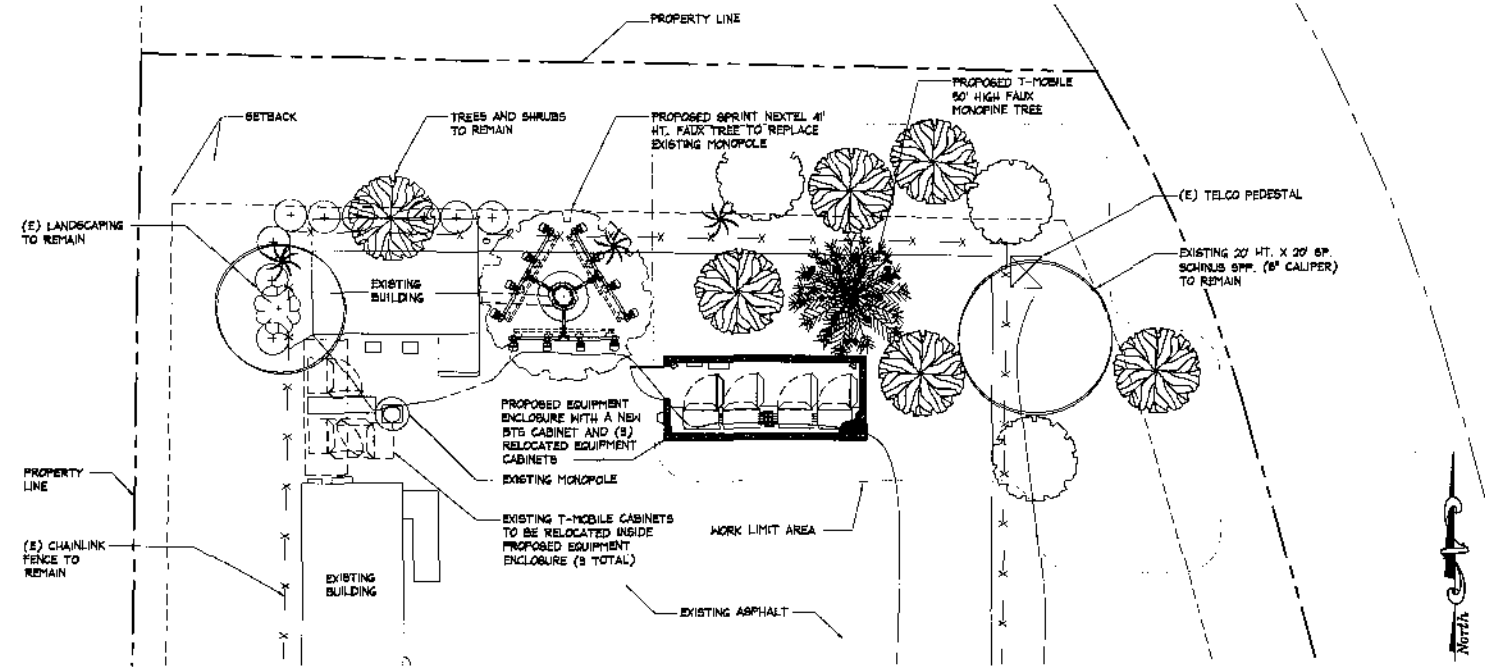 PROPERTY LINE
PROPOSED T-MOBILE
50' HIGH FAUX
MONOPINE TREE
SETBACK
TREES AND SHRUBS
TO REMAIN
PROPOSED SPRINT NEXTEL 41'
HT. FAUX TREE TO REPLACE
EXISTING MONOPOLE
(E) TELCO PEDESTAL
(E) LANDSCAPING
TO REMAIN
EXISTING 20' HT. X 20' SP.
SCHINUS SPP. (8" CALIPER)
TO REMAIN
EXISTING
BUILDING
PROPOSED EQUIPMENT
ENCLOSURE WITH A NEW
BTS CABINET AND (3)
RELOCATED EQUIPMENT
CABINETS
PROPERTY
LINE
EXISTING MONOPOLE
EXISTING T-MOBILE CABINETS
TO BE RELOCATED INSIDE
PROPOSED EQUIPMENT
ENCLOSURE (3 TOTAL)
WORK LIMIT AREA
(E) CHAINLINK
FENCE TO
REMAIN
EXISTING
BUILDING
EXISTING ASPHALT
North